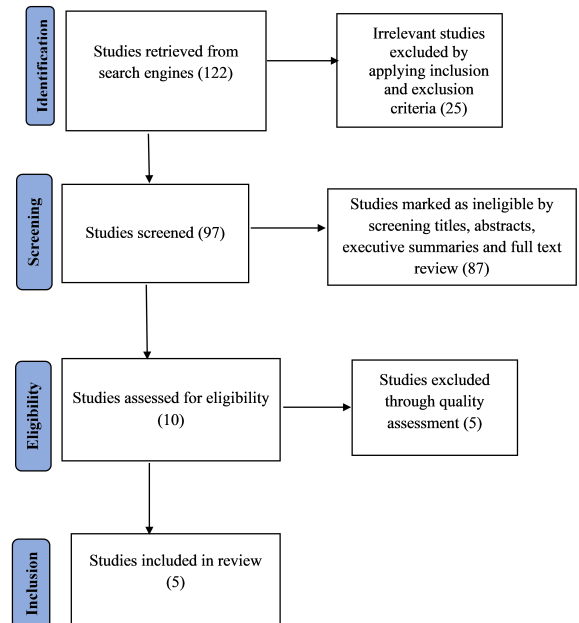 Identification
Studies retrieved from
search engines (122)
Irrelevant studies
excluded by
applying inclusion
and exclusion
criteria (25)
Screening
Studies screened (97)
Studies marked as ineligible by
screening titles, abstracts,
executive summaries and full text
review (87)
Eligibility
Studies assessed for eligibility
(10)
Studies excluded
through quality
assessment (5)
Inclusion
Studies included in review
(5)